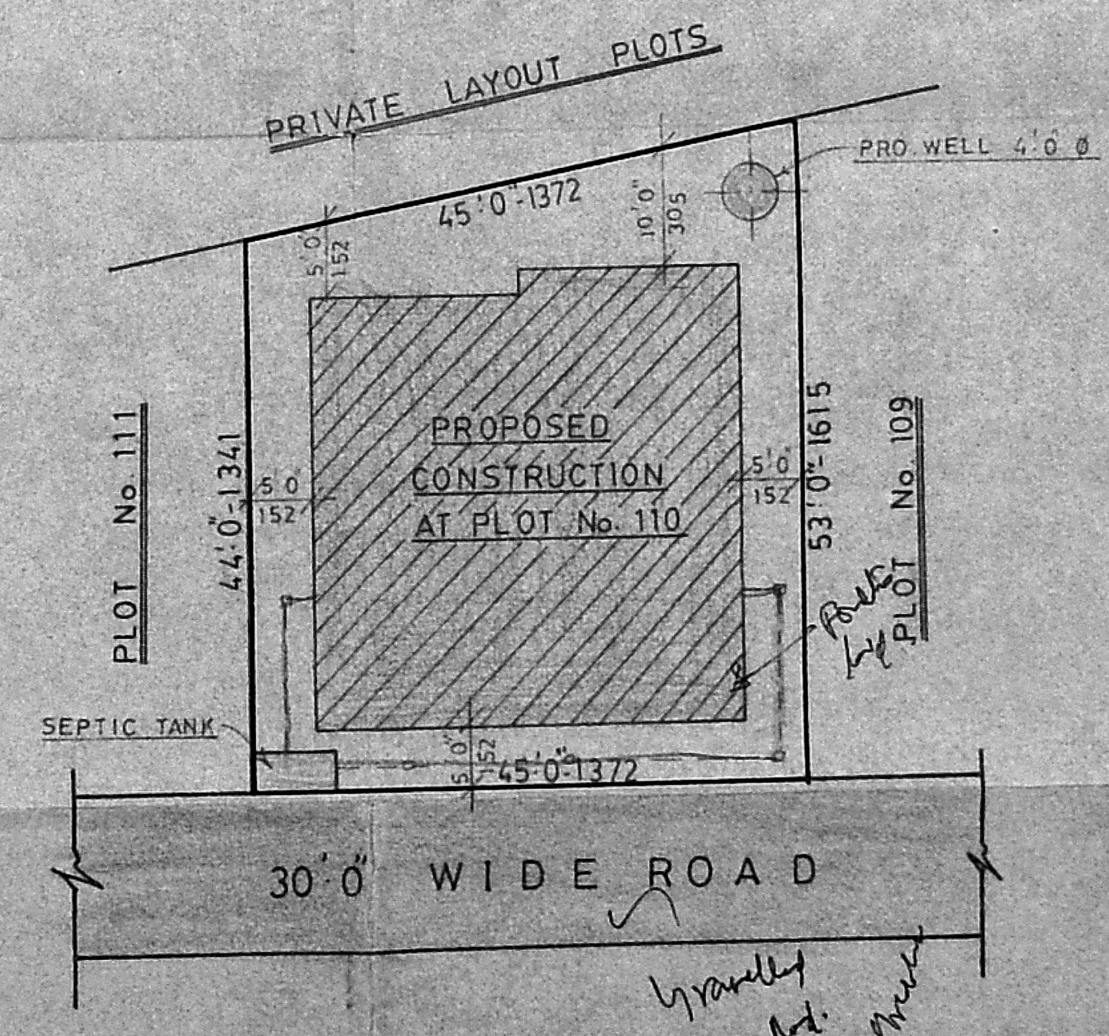 PRIVATE LAYOUT PLOTS
PRO. WELL 4'.0 Ø
45'.0"-1372
10'.0"
305
5'.0"
152
PROPOSED
CONSTRUCTION
AT PLOT No. 110
PLOT No. 111
44'.0"-1341
5 0
152
5'0
152
53'.0"-1615
PLOT No. 109
SEPTIC TANK
5'.0"
152
45'.0"-1372
30'.0" WIDE ROAD